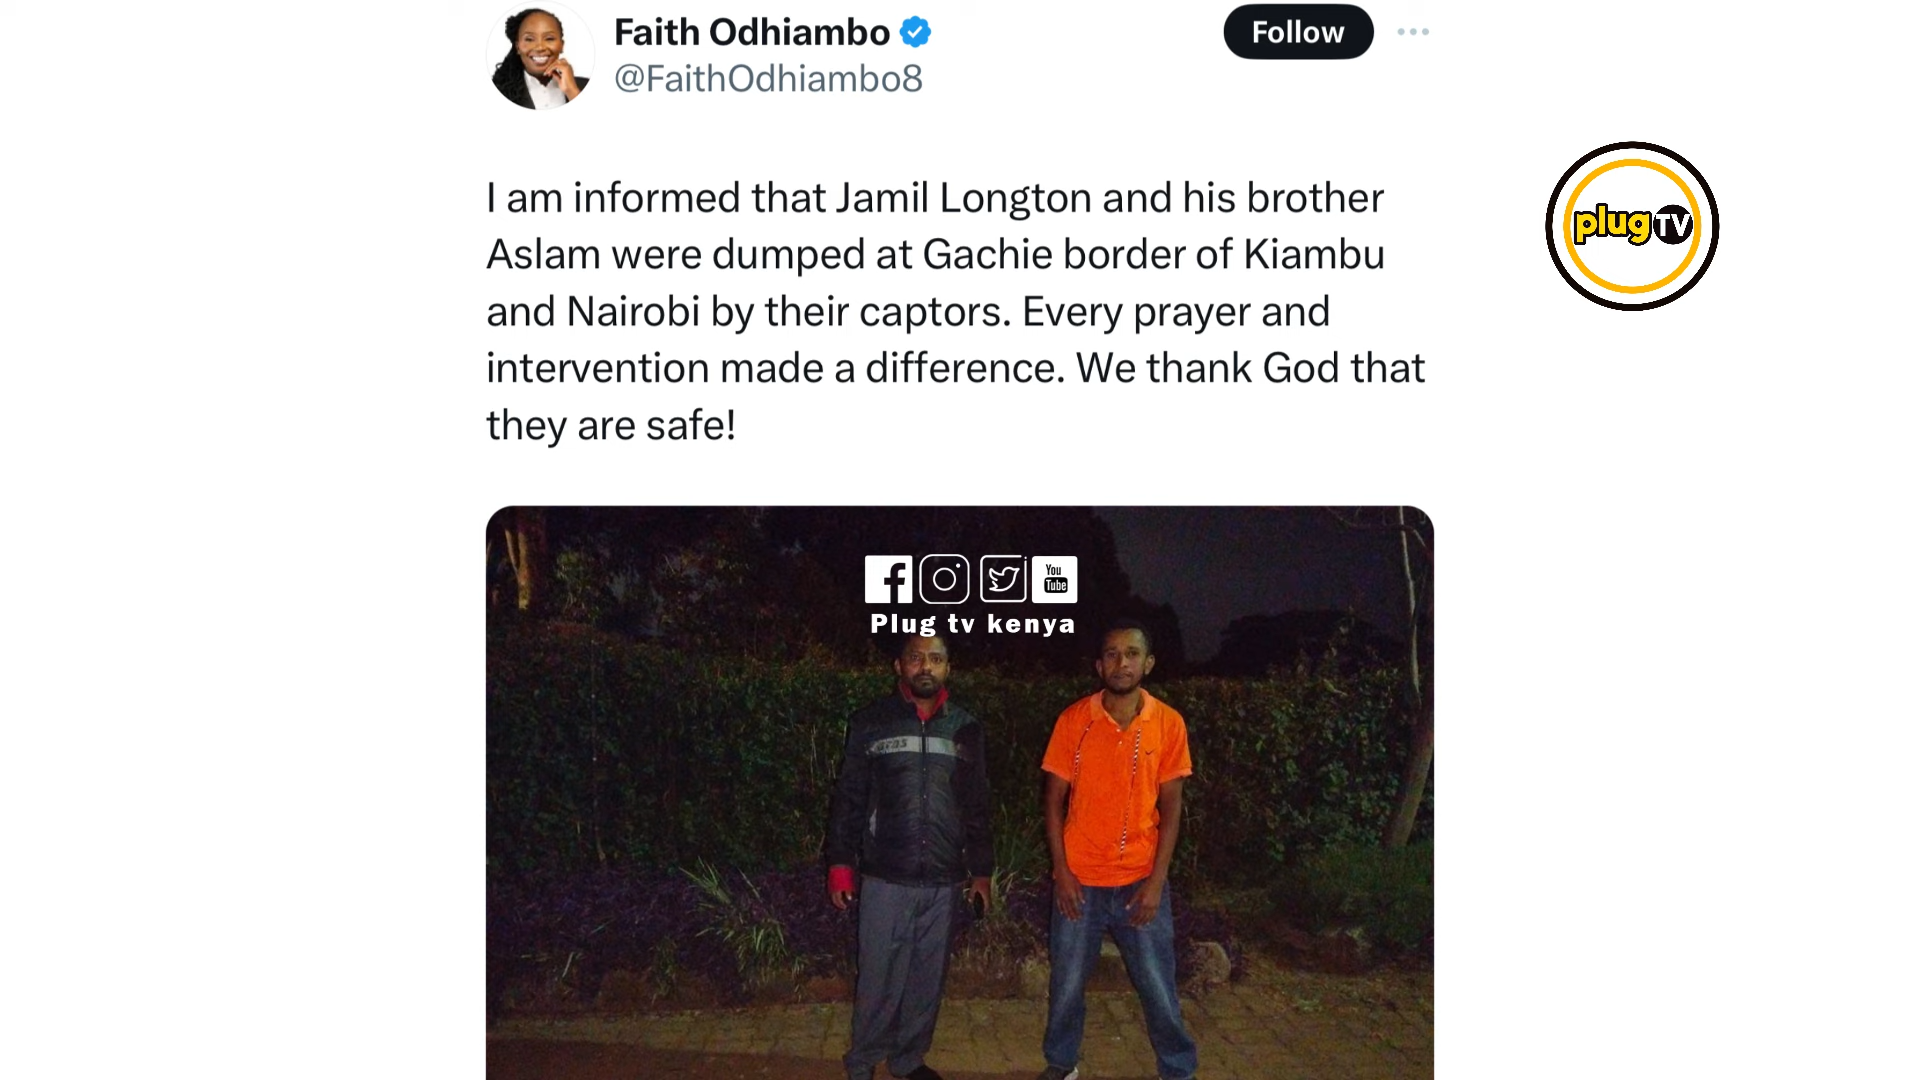 Faith Odhiambo
@FaithOdhiambo8
Follow
I am informed that Jamil Longton and his brother
Aslam were dumped at Gachie border of Kiambu
and Nairobi by their captors. Every prayer and
intervention made a difference. We thank God that
they are safe!
plug TV
You
Tube
Plug tv kenya